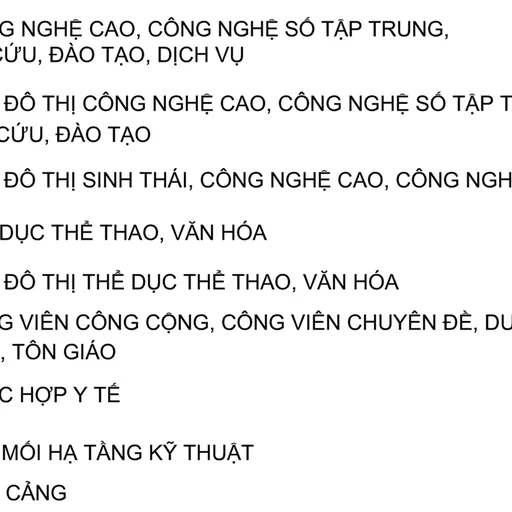 G NGHỆ CAO, CÔNG NGHỆ SỐ TẬP TRUNG,
CỨU, ĐÀO TẠO, DỊCH VỤ
ĐÔ THỊ CÔNG NGHỆ CAO, CÔNG NGHỆ SỐ TẬP T
CỨU, ĐÀO TẠO
ĐÔ THỊ SINH THÁI, CÔNG NGHỆ CAO, CÔNG NGH
DỤC THỂ THAO, VĂN HÓA
ĐÔ THỊ THỂ DỤC THỂ THAO, VĂN HÓA
G VIÊN CÔNG CỘNG, CÔNG VIÊN CHUYÊN ĐỀ, DU
, TÔN GIÁO
C HỢP Y TẾ
MỐI HẠ TẦNG KỸ THUẬT
CẢNG